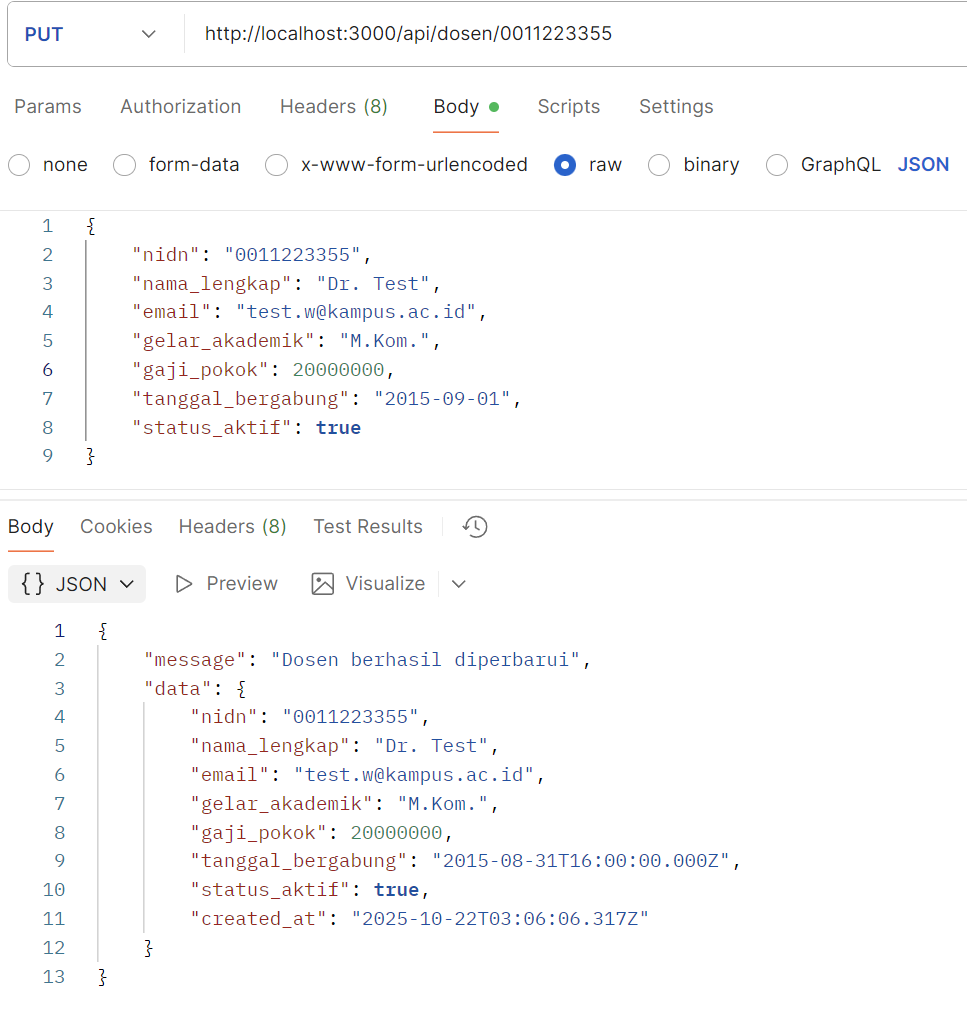 PUT http://localhost:3000/api/dosen/0011223355
Params Authorization Headers (8) Body Scripts Settings
none form-data x-www-form-urlencoded raw binary GraphQL JSON
1 {
2 "nidn": "0011223355",
3 "nama_lengkap": "Dr. Test",
4 "email": "test.w@kampus.ac.id",
5 "gelar_akademik": "M.Kom.",
6 "gaji_pokok": 20000000,
7 "tanggal_bergabung": "2015-09-01",
8 "status_aktif": true
9 }
Body Cookies Headers (8) Test Results
{} JSON Preview Visualize
1 {
2 "message": "Dosen berhasil diperbarui",
3 "data": {
4 "nidn": "0011223355",
5 "nama_lengkap": "Dr. Test",
6 "email": "test.w@kampus.ac.id",
7 "gelar_akademik": "M.Kom.",
8 "gaji_pokok": 20000000,
9 "tanggal_bergabung": "2015-08-31T16:00:00.000Z",
10 "status_aktif": true,
11 "created_at": "2025-10-22T03:06:06.317Z"
12 }
13 }